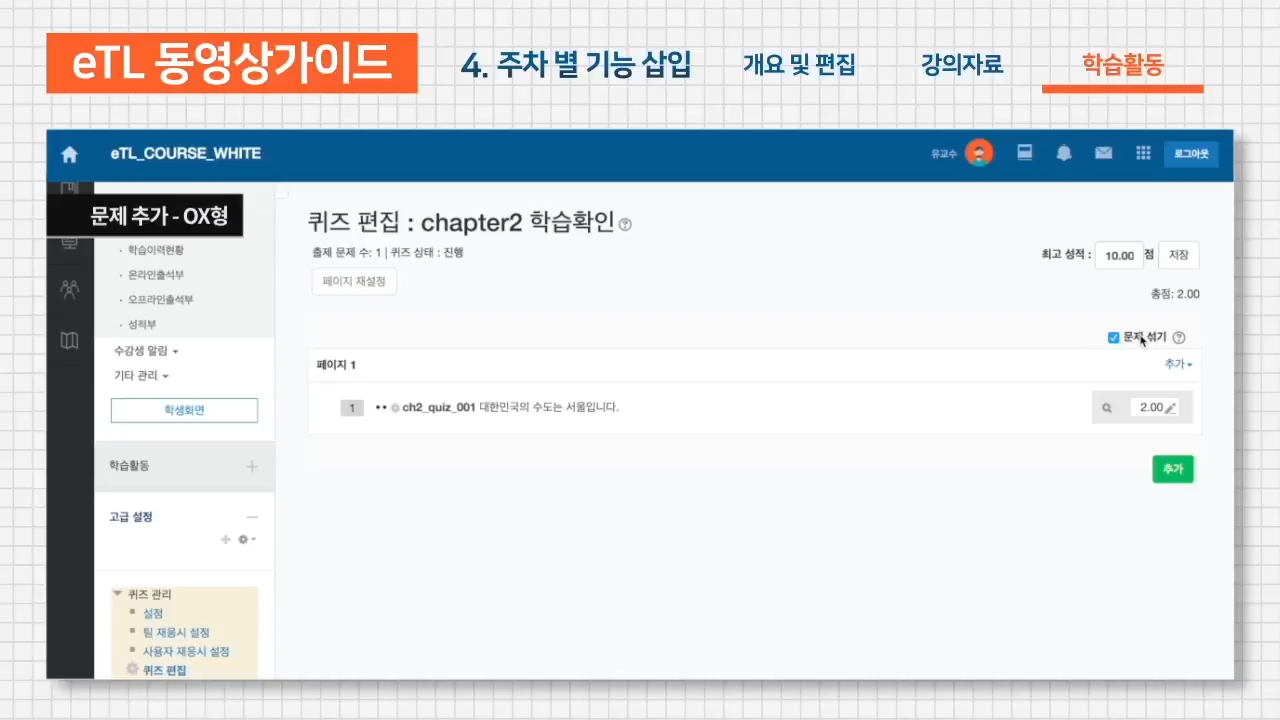 eTL 동영상가이드
4. 주차 별 기능 삽입
개요 및 편집
강의자료
학습활동
eTL_COURSE_WHITE
유교수
로그아웃
문제 추가 - OX형
학습이력현황
온라인출석부
오프라인출석부
성적부
수강생 알림
기타 관리
학생화면
학습활동
고급 설정
퀴즈 관리
설정
팀 재응시 설정
사용자 재응시 설정
퀴즈 편집
퀴즈 편집 : chapter2 학습확인
출제 문제 수: 1 | 퀴즈 상태 : 진행
페이지 재설정
최고 성적 : 10.00 점 저장
총점: 2.00
문제 섞기
페이지 1
추가
1 ch2_quiz_001 대한민국의 수도는 서울입니다.
2.00
추가